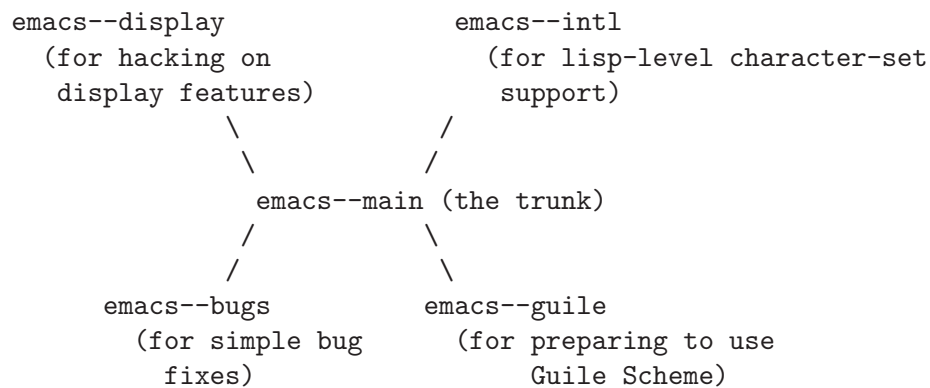 emacs--display emacs--intl
(for hacking on (for lisp-level character-set
display features) support)
\ /
\ /
emacs--main (the trunk)
/ \
/ \
emacs--bugs emacs--guile
(for simple bug (for preparing to use
fixes) Guile Scheme)